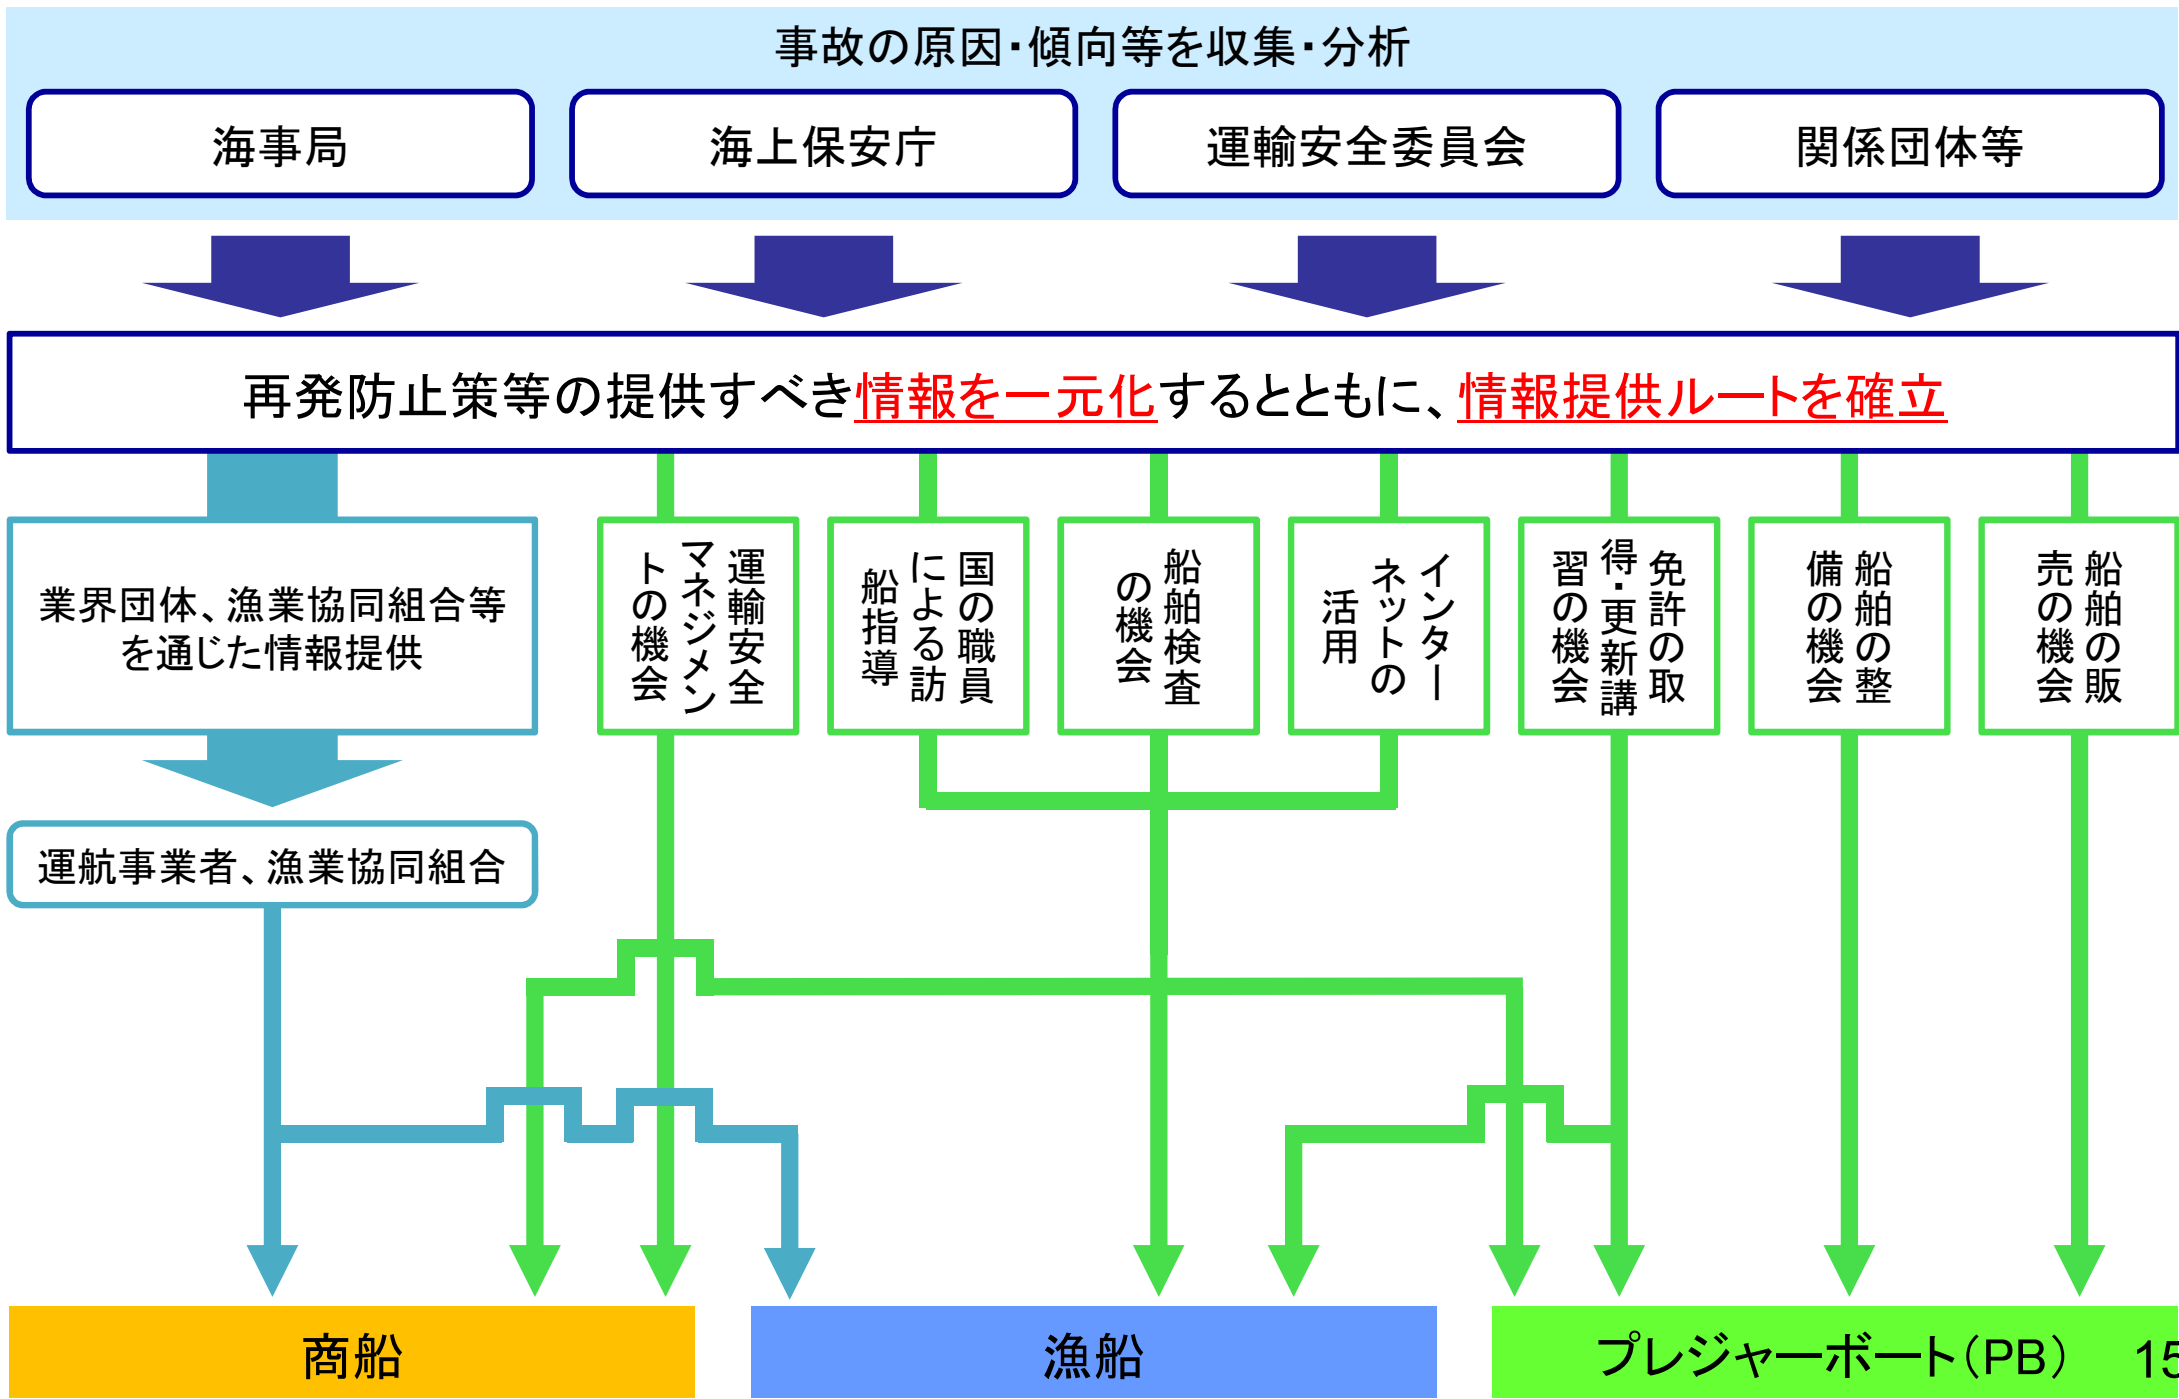 事故の原因・傾向等を収集・分析
海事局
海上保安庁
運輸安全委員会
関係団体等
再発防止策等の提供すべき情報を一元化するとともに、情報提供ルートを確立
業界団体、漁業協同組合等
を通じた情報提供
運輸安全
マネジメン
トの機会
国の職員
による訪
船指導
船舶検査
の機会
インター
ネットの
活用
免許の取
得・更新講
習の機会
船舶の整
備の機会
船舶の販
売の機会
運航事業者、漁業協同組合
商船
漁船
プレジャーボート（PB）
15